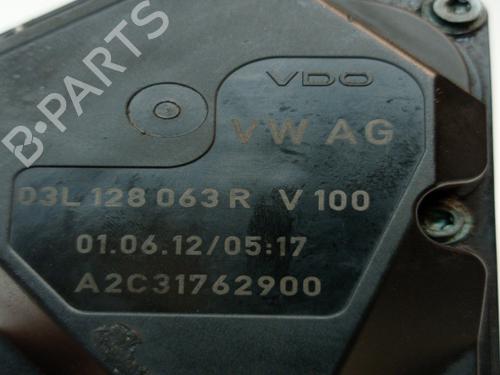 B-PARTS
VDO
VW AG
03L 128 063 R V 100
01.06.12/05:17
A2C31762900